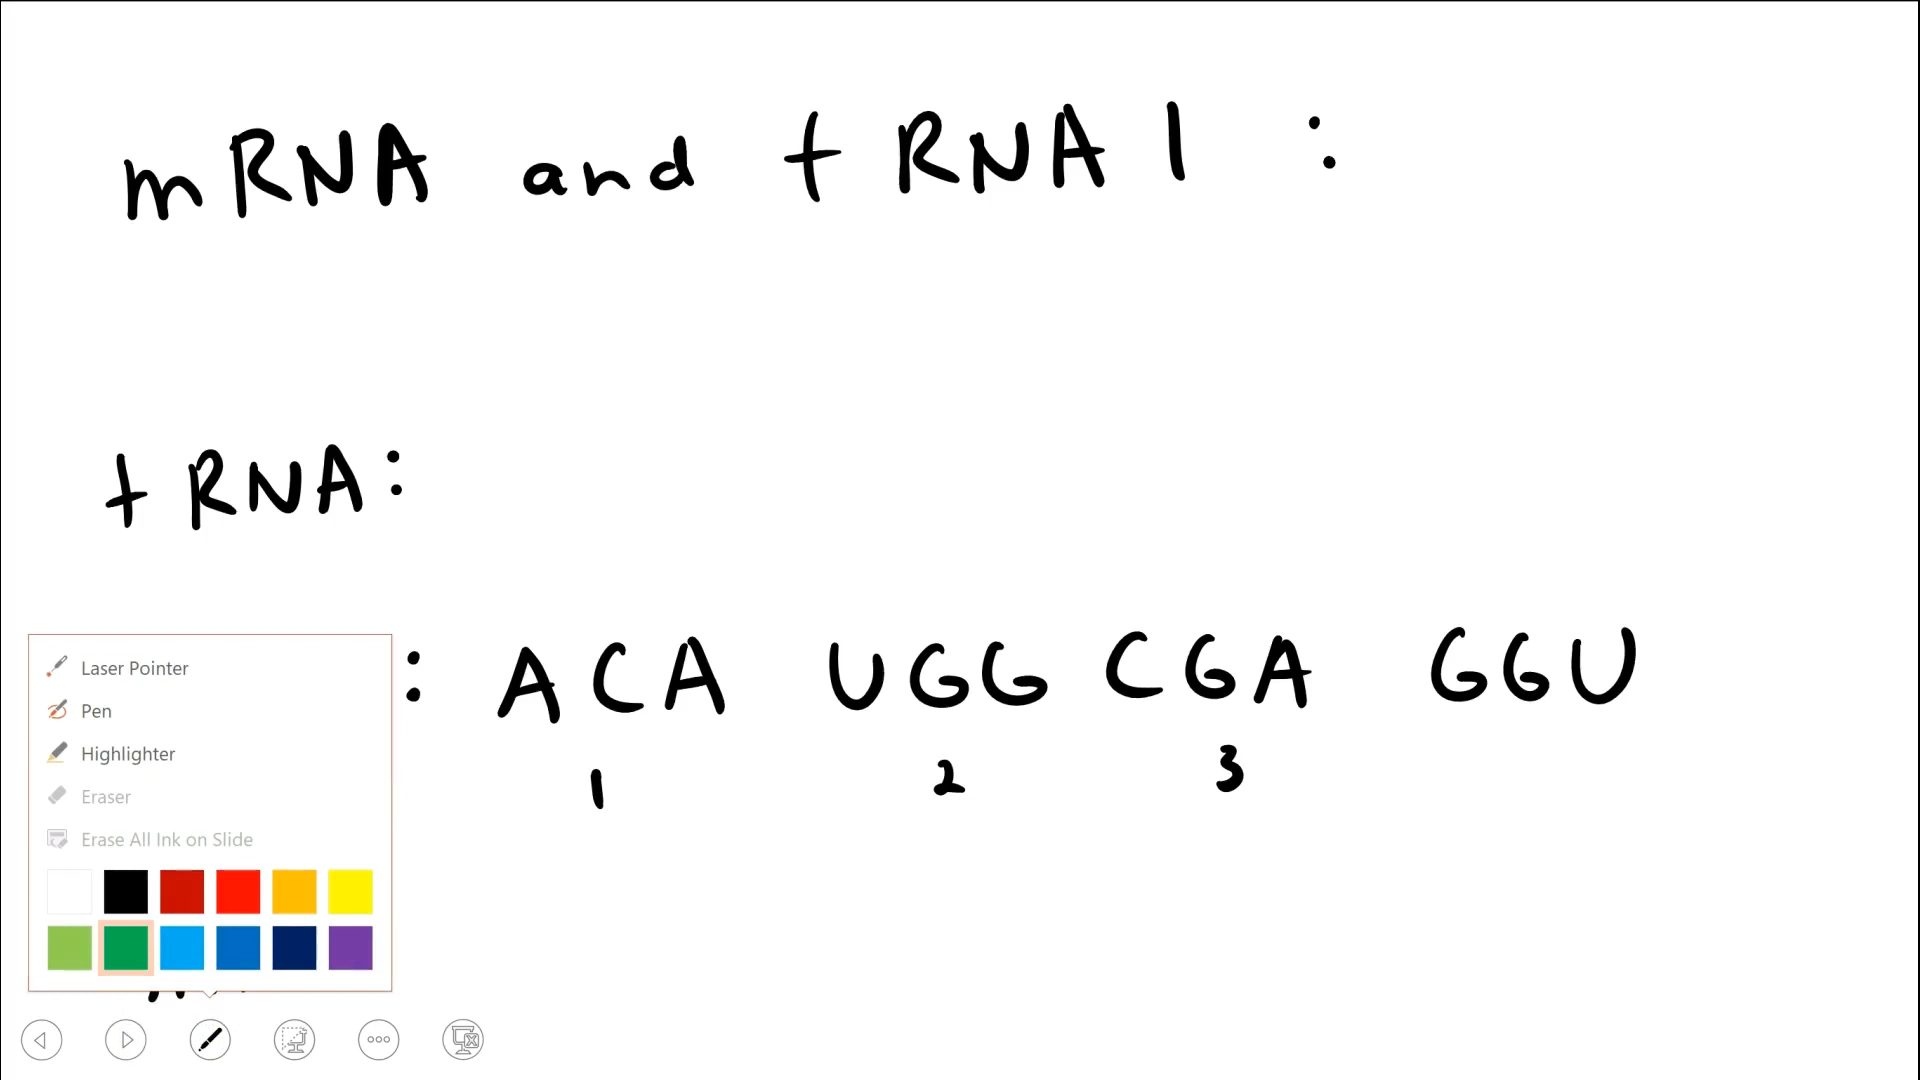 mRNA and tRNA 1 :
tRNA:
: ACA UGG CGA GGU
1 2 3
Laser Pointer
Pen
Highlighter
Eraser
Erase All Ink on Slide